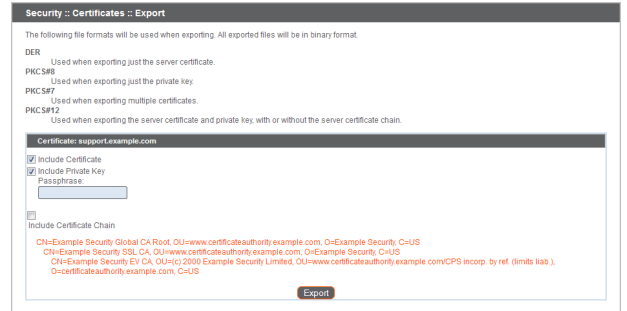 Security :: Certificates :: Export
The following file formats will be used when exporting. All exported files will be in binary format.
DER
Used when exporting just the server certificate.
PKCS#8
Used when exporting just the private key.
PKCS#7
Used when exporting multiple certificates.
PKCS#12
Used when exporting the server certificate and private key, with or without the server certificate chain.
Certificate: support.example.com
Include Certificate
Include Private Key
Passphrase:
Include Certificate Chain
CN=Example Security Global CA Root, OU=www.certificateauthority.example.com, O=Example Security, C=US
CN=Example Security SSL CA, OU=www.certificateauthority.example.com, O=Example Security, C=US
CN=Example Security EV CA, OU=(c) 2000 Example Security Limited, OU=www.certificateauthority.example.com/CPS incorp. by ref. (limits liab.),
O=certificateauthority.example.com, C=US
Export